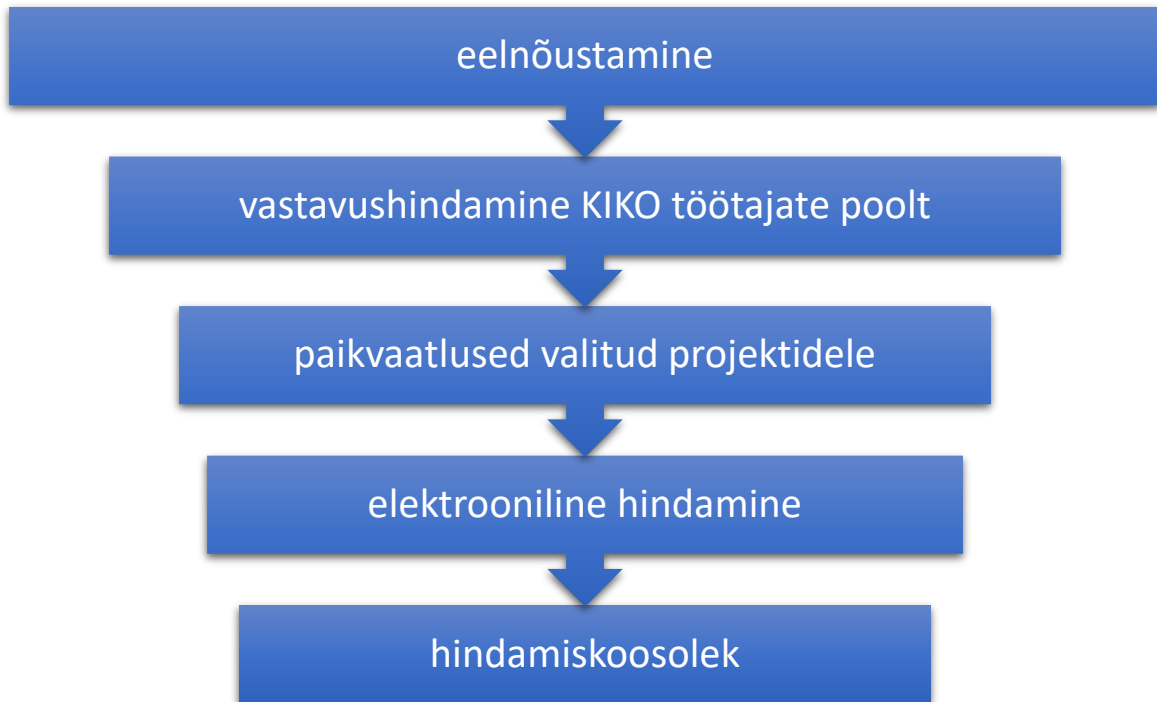 eelnõustamine
vastavushindamine KIKO töötajate poolt
paikvaatlused valitud projektidele
elektrooniline hindamine
hindamiskoosolek